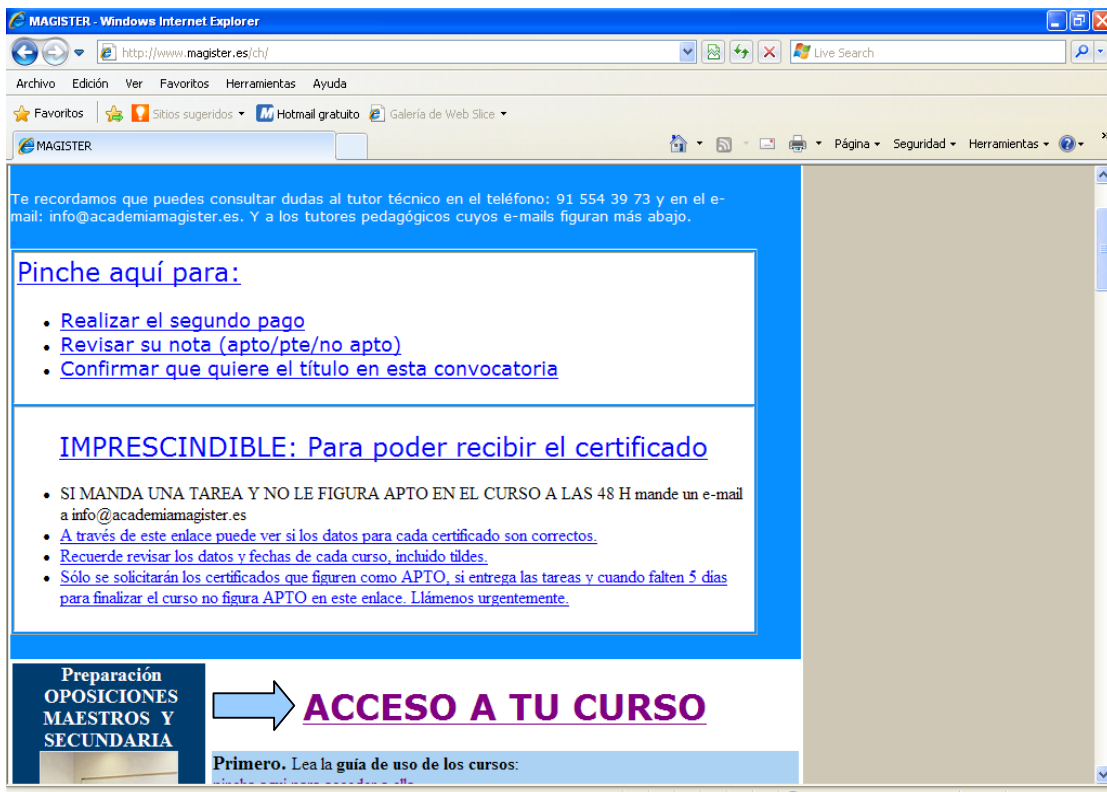 MAGISTER - Windows Internet Explorer
http://www.magister.es/ch/
Live Search
Archivo Edición Ver Favoritos Herramientas Ayuda
Favoritos Sitios sugeridos Hotmail gratuito Galería de Web Slice
MAGISTER
Página Seguridad Herramientas
Te recordamos que puedes consultar dudas al tutor técnico en el teléfono: 91 554 39 73 y en el e-
mail: info@academiamagister.es. Y a los tutores pedagógicos cuyos e-mails figuran más abajo.
Pinche aquí para:
Realizar el segundo pago
Revisar su nota (apto/pte/no apto)
Confirmar que quiere el título en esta convocatoria
IMPRESCINDIBLE: Para poder recibir el certificado
SI MANDA UNA TAREA Y NO LE FIGURA APTO EN EL CURSO A LAS 48 H mande un e-mail
a info@academiamagister.es
A través de este enlace puede ver si los datos para cada certificado son correctos.
Recuerde revisar los datos y fechas de cada curso, incluido tildes.
Sólo se solicitarán los certificados que figuren como APTO, si entrega las tareas y cuando falten 5 días
para finalizar el curso no figura APTO en este enlace. Llámenos urgentemente.
Preparación
OPOSICIONES
MAESTROS Y
SECUNDARIA
ACCESO A TU CURSO
Primero. Lea la guía de uso de los cursos: